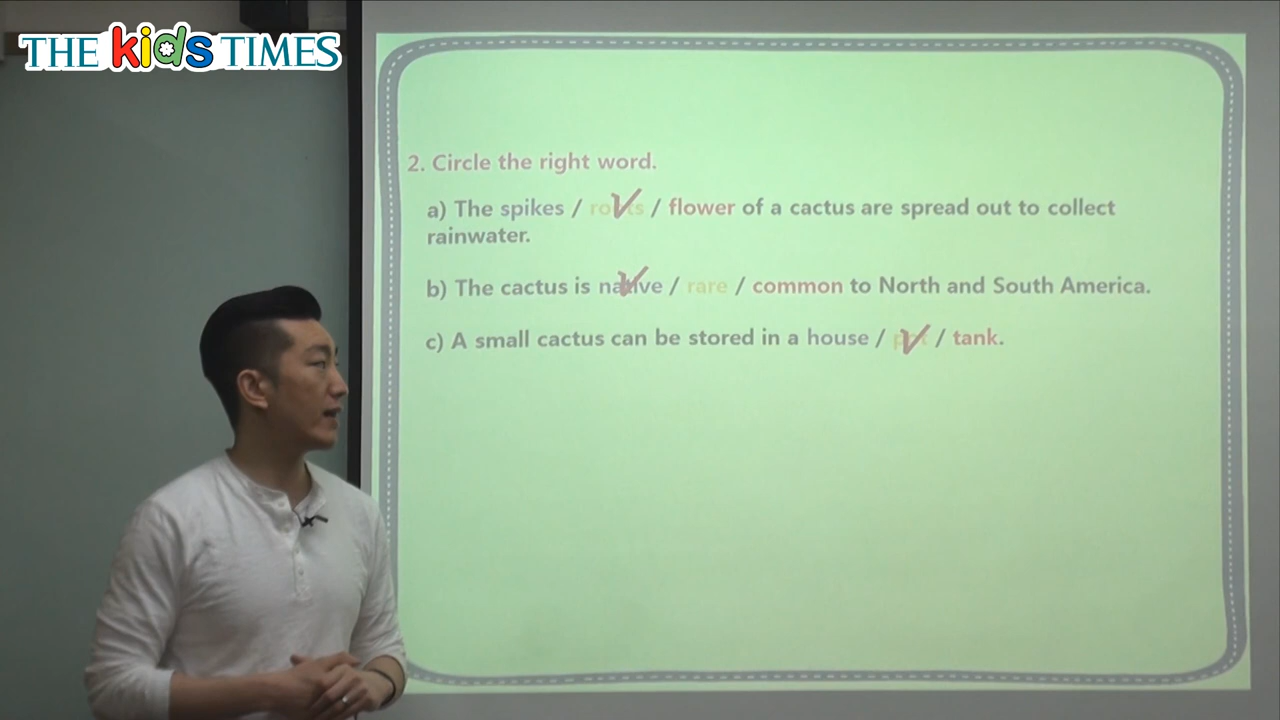 THE kids TIMES
2. Circle the right word.
a) The spikes / roots / flower of a cactus are spread out to collect
rainwater.
b) The cactus is native / rare / common to North and South America.
c) A small cactus can be stored in a house / pot / tank.